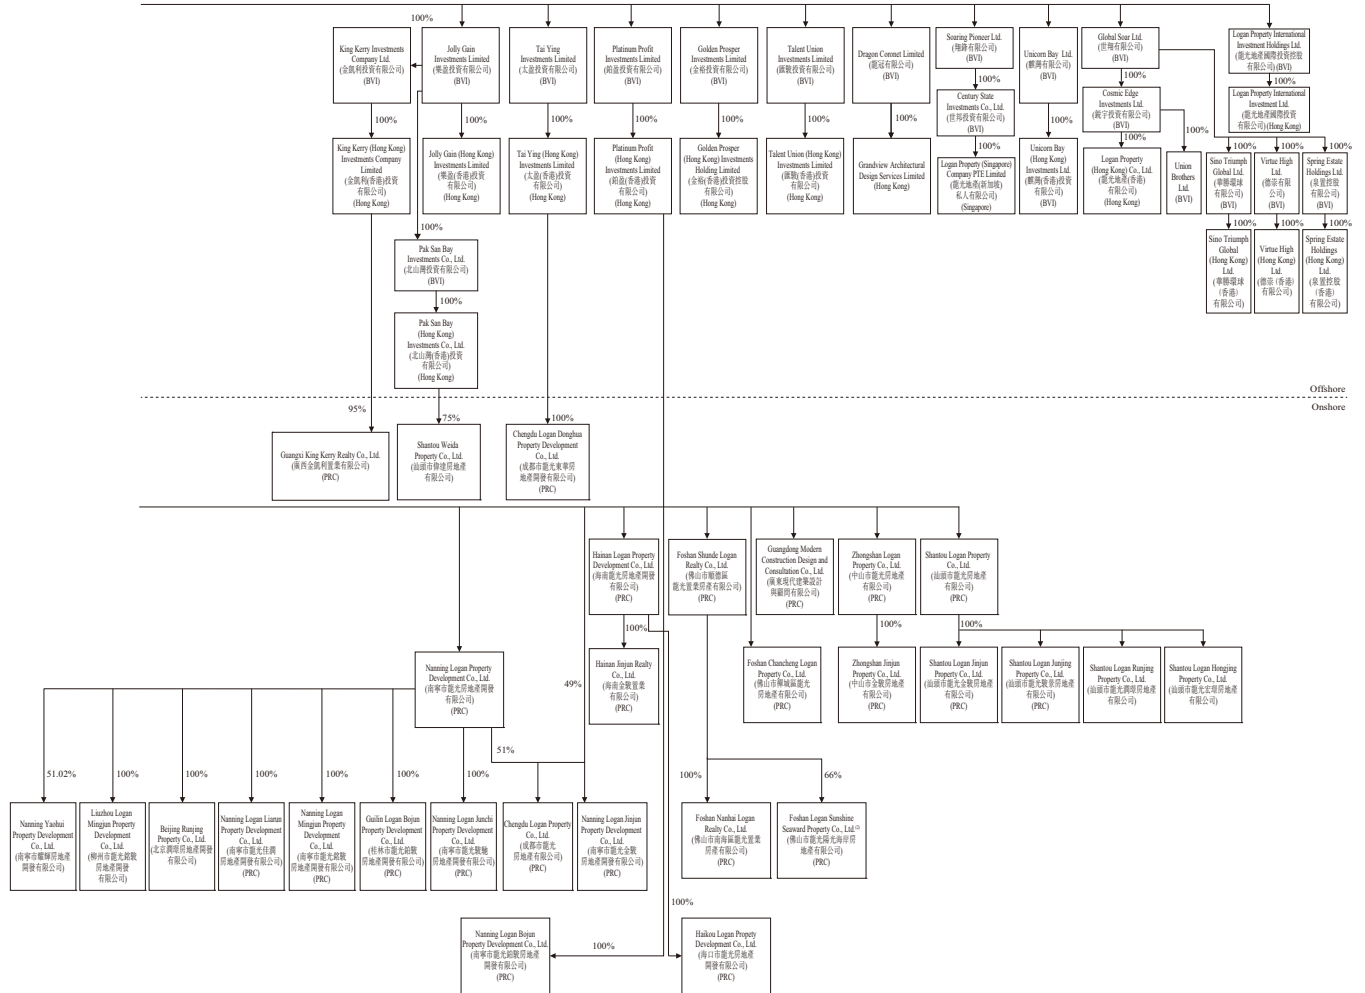 100%
King Kerry Investments
Company Ltd.
(金凱利投資有限公司)
(BVI)
Jolly Gain
Investments Limited
(樂盈投資有限公司)
(BVI)
Tai Ying
Investments Limited
(太盈投資有限公司)
(BVI)
Platinum Profit
Investments Limited
(鉑盈投資有限公司)
(BVI)
Golden Prosper
Investments Limited
(金裕投資有限公司)
(BVI)
Talent Union
Investments Limited
(匯駿投資有限公司)
(BVI)
Dragon Coronet Limited
(龍冠有限公司)
(BVI)
Soaring Pioneer Ltd.
(翔鋒有限公司)
(BVI)
Unicorn Bay Ltd.
(麒灣有限公司)
(BVI)
Global Soar Ltd.
(世翔有限公司)
(BVI)
Logan Property International
Investment Holdings Ltd.
(龍光地產國際投資控股
有限公司) (BVI)
100%
Century State
Investments Co., Ltd.
(世邦投資有限公司)
(BVI)
100%
Cosmic Edge
Investments Ltd.
(銳宇投資有限公司)
(BVI)
100%
Logan Property International
Investment Ltd.
(龍光地產國際投資
有限公司) (Hong Kong)
100%
100%
100%
100%
100%
100%
100%
100%
100%
100%
100%
100%
100%
100%
King Kerry (Hong Kong)
Investments Company
Limited
(金凱利(香港)投資
有限公司)
(Hong Kong)
Jolly Gain (Hong Kong)
Investments Limited
(樂盈(香港)投資
有限公司)
(Hong Kong)
Tai Ying (Hong Kong)
Investments Limited
(太盈(香港)投資
有限公司)
(Hong Kong)
Platinum Profit
(Hong Kong)
Investments Limited
(鉑盈(香港)投資
有限公司)
(Hong Kong)
Golden Prosper
(Hong Kong) Investments
Holding Limited
(金裕(香港)投資控股
有限公司)
(Hong Kong)
Talent Union (Hong Kong)
Investments Limited
(匯駿(香港)投資
有限公司)
(Hong Kong)
Grandview Architectural
Design Services Limited
(Hong Kong)
Logan Property (Singapore)
Company PTE Limited
(龍光地產(新加坡)
私人有限公司)
(Singapore)
Unicorn Bay
(Hong Kong)
Investments Ltd.
(麒灣(香港)投資
有限公司)
(BVI)
Logan Property
(Hong Kong) Co., Ltd.
(龍光地產(香港)
有限公司)
(Hong Kong)
Union
Brothers
Ltd.
(BVI)
Sino Triumph
Global Ltd.
(華勝環球
有限公司)
(BVI)
Virtue High
Ltd.
(德崇有限
公司)
(BVI)
Spring Estate
Holdings Ltd.
(泉置控股
有限公司)
(BVI)
100%
100%
100%
100%
Pak San Bay
Investments Co., Ltd.
(北山灣投資有限公司)
(BVI)
Sino Triumph
Global
(Hong Kong)
Ltd.
(華勝環球
(香港)
有限公司)
Virtue High
(Hong Kong)
Ltd.
(德崇 (香港)
有限公司)
Spring Estate
Holdings
(Hong Kong)
Ltd.
(泉置控股
(香港)
有限公司)
100%
Pak San Bay
(Hong Kong)
Investments Co., Ltd.
(北山灣(香港)投資
有限公司)
(Hong Kong)
Offshore
Onshore
95%
75%
100%
Guangxi King Kerry Realty Co., Ltd.
(廣西金凱利置業有限公司)
(PRC)
Shantou Weida
Property Co., Ltd.
(汕頭市偉達房地產
有限公司)
Chengdu Logan Donghua
Property Development
Co., Ltd.
(成都市龍光東華房
地產開發有限公司)
(PRC)
Hainan Logan Property
Development Co., Ltd.
(海南龍光房地產開發
有限公司)
(PRC)
Foshan Shunde Logan
Realty Co., Ltd.
(佛山市順德區
龍光置業房產有限公司)
(PRC)
Guangdong Modern
Construction Design and
Consultation Co., Ltd.
(廣東現代建築設計
與顧問有限公司)
(PRC)
Zhongshan Logan
Property Co., Ltd.
(中山市龍光房地產
有限公司)
(PRC)
Shantou Logan Property
Co., Ltd.
(汕頭市龍光房地產
有限公司)
(PRC)
100%
100%
100%
Nanning Logan Property
Development Co., Ltd.
(南寧市龍光房地產開發
有限公司)
(PRC)
49%
Hainan Jinjun Realty
Co., Ltd.
(海南金駿置業
有限公司)
(PRC)
Foshan Chancheng Logan
Property Co., Ltd.
(佛山市禪城區龍光
房地產有限公司)
(PRC)
Zhongshan Jinjun
Property Co., Ltd.
(中山市金駿房地產
有限公司)
(PRC)
Shantou Logan Jinjun
Property Co., Ltd.
(汕頭市龍光金駿房地產
有限公司)
(PRC)
Shantou Logan Junjing
Property Co., Ltd.
(汕頭市龍光駿景房地產
有限公司)
(PRC)
Shantou Logan Runjing
Property Co., Ltd.
(汕頭市龍光潤璟房地產
有限公司)
Shantou Logan Hongjing
Property Co., Ltd.
(汕頭市龍光宏璟房地產
有限公司)
51%
51.02%
100%
100%
100%
100%
100%
100%
100%
66%
Nanning Yaohui
Property Development
Co., Ltd.
(南寧市耀輝房地產
開發有限公司)
Liuzhou Logan
Mingjun Property
Development
Co., Ltd.
(柳州市龍光銘駿
房地產開發
有限公司)
Beijing Runjing
Property Co., Ltd.
(北京潤璟房地產開發
有限公司)
Nanning Logan Liarun
Property Development
Co., Ltd.
(南寧市龍光佳潤
房地產開發有限公司)
(PRC)
Nanning Logan
Mingjun Property
Development
Co., Ltd.
(南寧市龍光銘駿
房地產開發有限公司)
(PRC)
Guilin Logan Bojun
Property Development
Co., Ltd.
(桂林市龍光鉑駿
房地產開發有限公司)
(PRC)
Nanning Logan Junchi
Property Development
Co., Ltd.
(南寧市龍光駿馳
房地產開發有限公司)
(PRC)
Chengdu Logan Property
Co., Ltd.
(成都市龍光
房地產有限公司)
(PRC)
Nanning Logan Jinjun
Property Development
Co., Ltd.
(南寧市龍光金駿
房地產開發有限公司)
(PRC)
Foshan Nanhai Logan
Realty Co., Ltd.
(佛山市南海區龍光置業
房產有限公司)
(PRC)
Foshan Logan Sunshine
Seaward Property Co., Ltd.(2)
(佛山市龍光陽光海岸房
地產有限公司)
(PRC)
100%
Nanning Logan Bojun
Property Development Co., Ltd.
(南寧市龍光鉑駿房地產
開發有限公司)
(PRC)
100%
Haikou Logan Propety
Development Co., Ltd.
(海口市龍光房地產
開發有限公司)
(PRC)